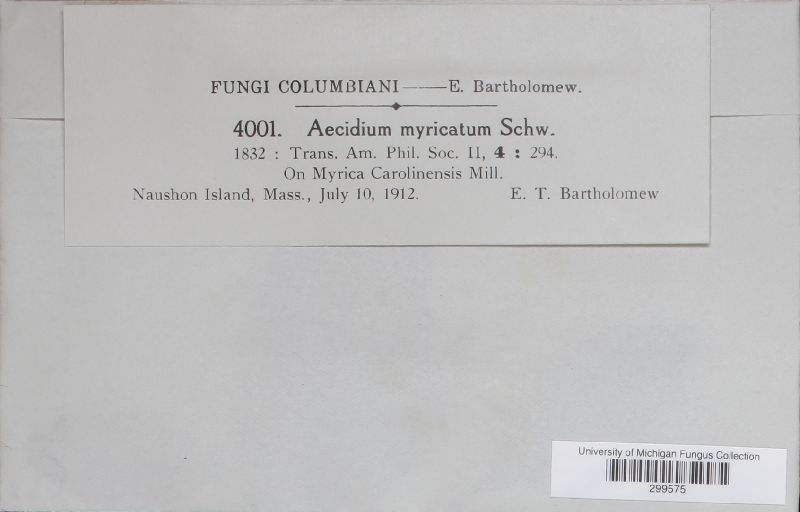 FUNGI COLUMBIANI——E. Bartholomew.
4001. Aecidium myricatum Schw.
1832 : Trans. Am. Phil. Soc. II, 4 : 294.
On Myrica Carolinensis Mill.
Naushon Island, Mass., July 10, 1912. E. T. Bartholomew
University of Michigan Fungus Collection
299575